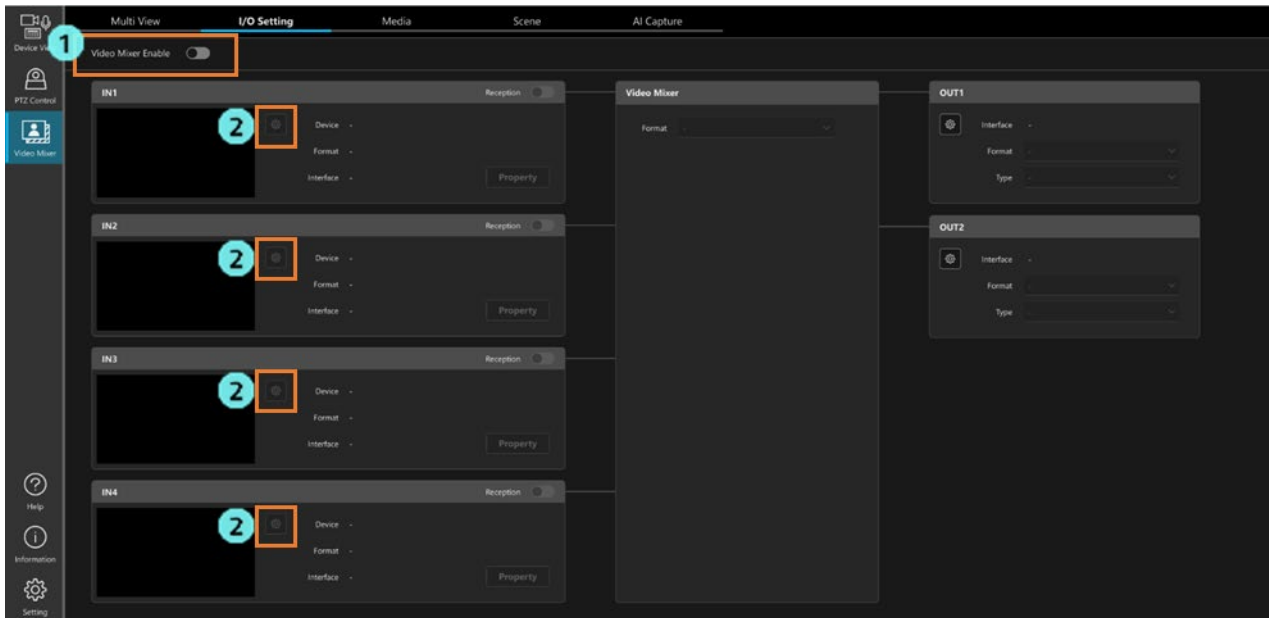 Multi View I/O Setting Media Scene AI Capture
Device Vi
1
Video Mixer Enable
PTZ Control
Video Mixer
Help
Information
Setting
IN1 Reception
2
Device -
Format -
Interface -
Property
IN2 Reception
2
Device -
Format -
Interface -
Property
IN3 Reception
2
Device -
Format -
Interface -
Property
IN4 Reception
2
Device -
Format -
Interface -
Property
Video Mixer
Format -
OUT1
Interface -
Format -
Type -
OUT2
Interface -
Format -
Type -